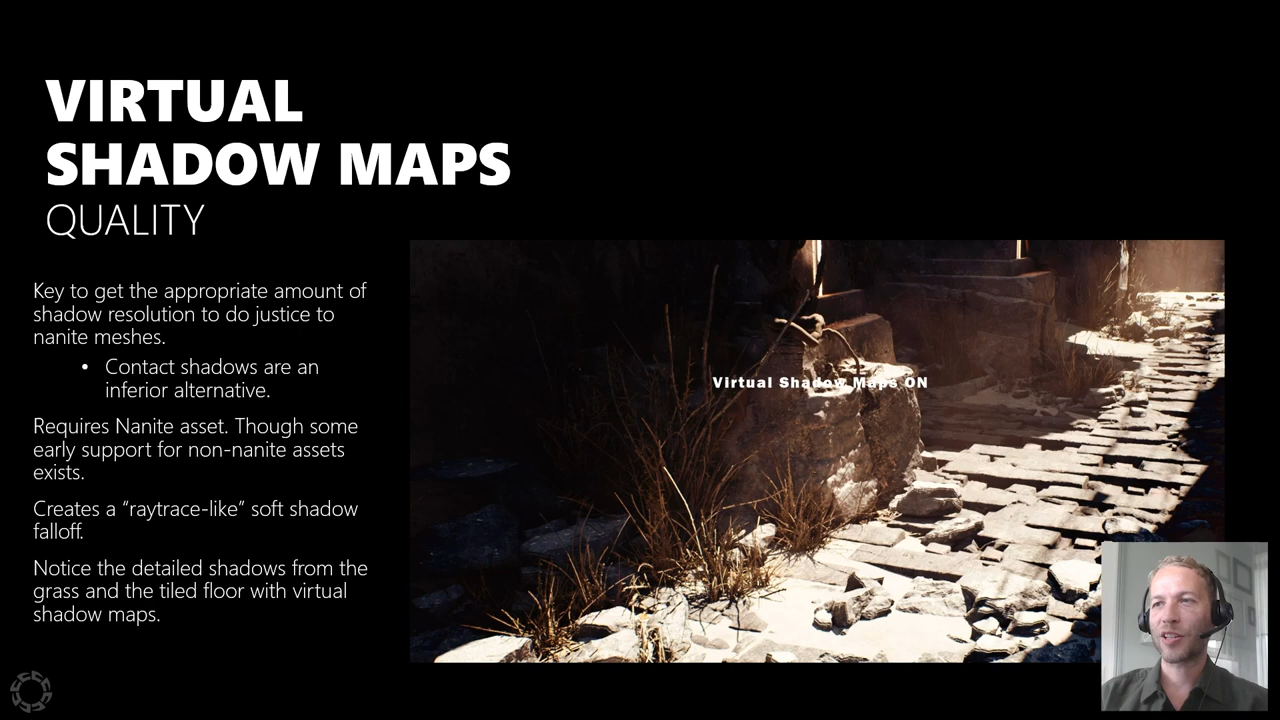 VIRTUAL
SHADOW MAPS
QUALITY
Key to get the appropriate amount of
shadow resolution to do justice to
nanite meshes.
• Contact shadows are an
inferior alternative.
Requires Nanite asset. Though some
early support for non-nanite assets
exists.
Creates a “raytrace-like” soft shadow
falloff.
Notice the detailed shadows from the
grass and the tiled floor with virtual
shadow maps.
Virtual Shadow Maps ON